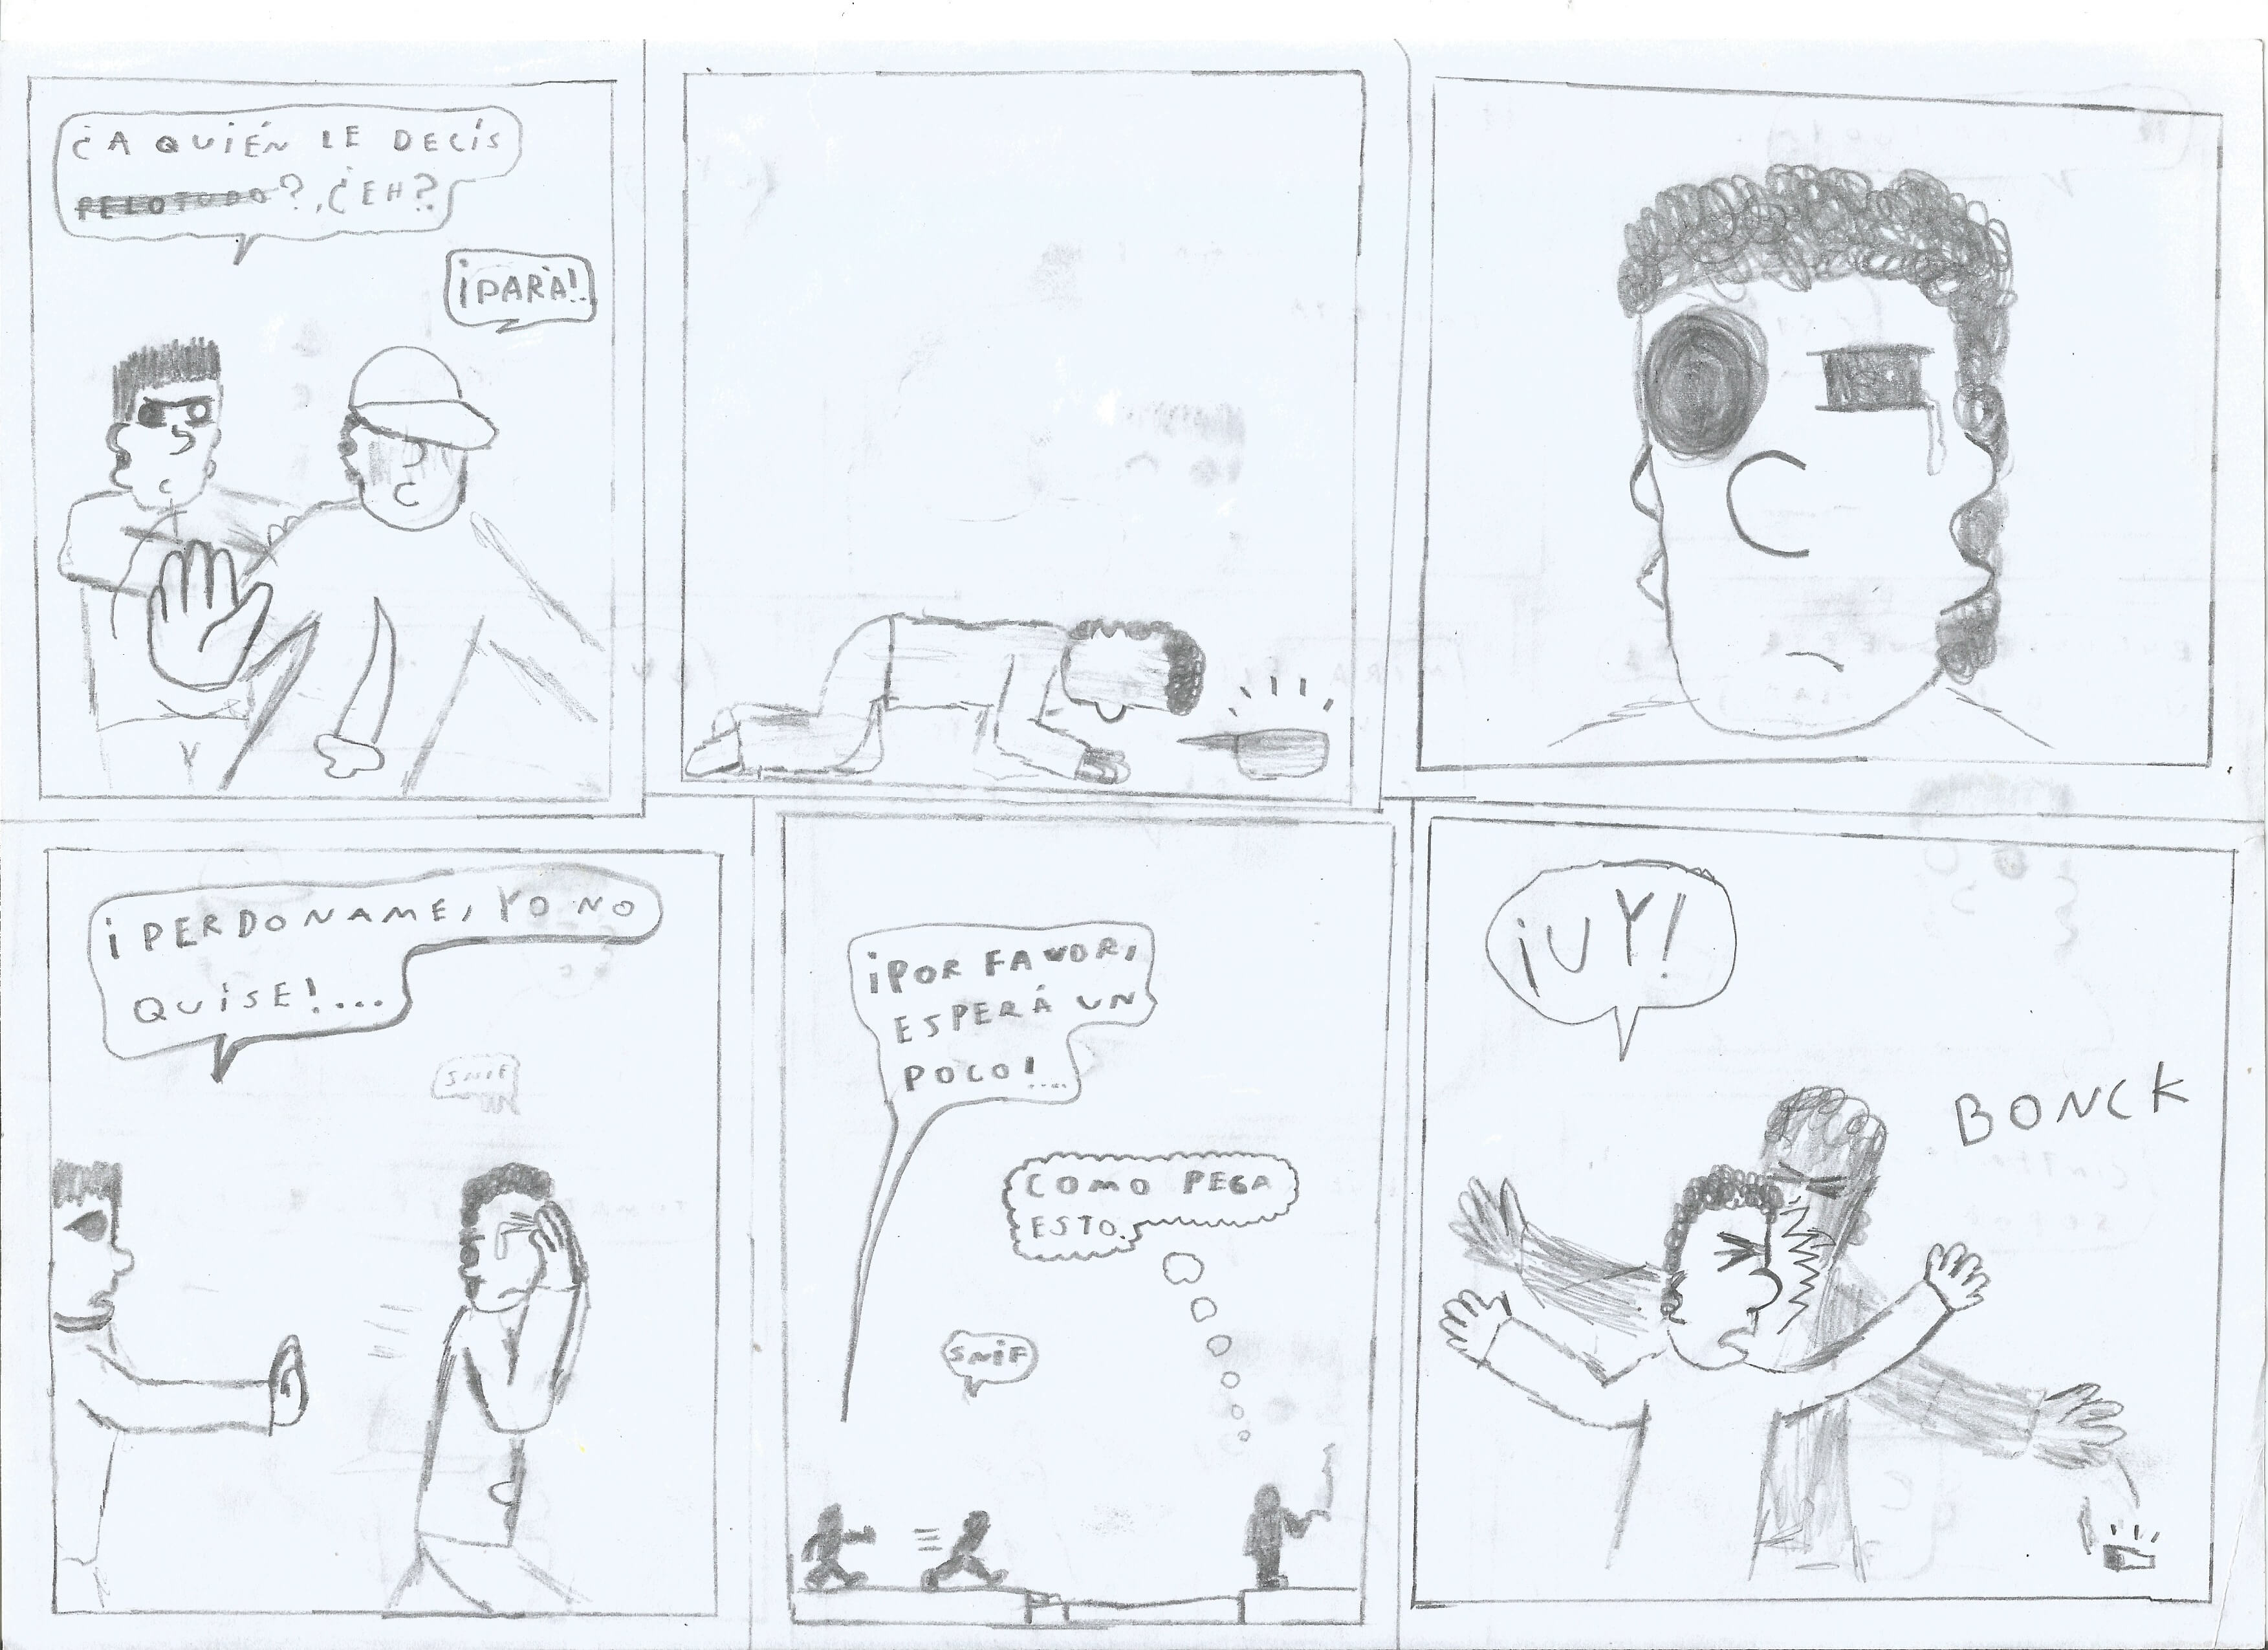 ¿A QUIÉN LE DECÍS
PELOTUDO?, ¿EH?
¡PARÁ!
¡PERDONAME, YO NO
QUISE!...
SNIF
¡POR FAVOR,
ESPERÁ UN
POCO!...
COMO PEGA
ESTO.
SNIF
¡UY!
BONCK